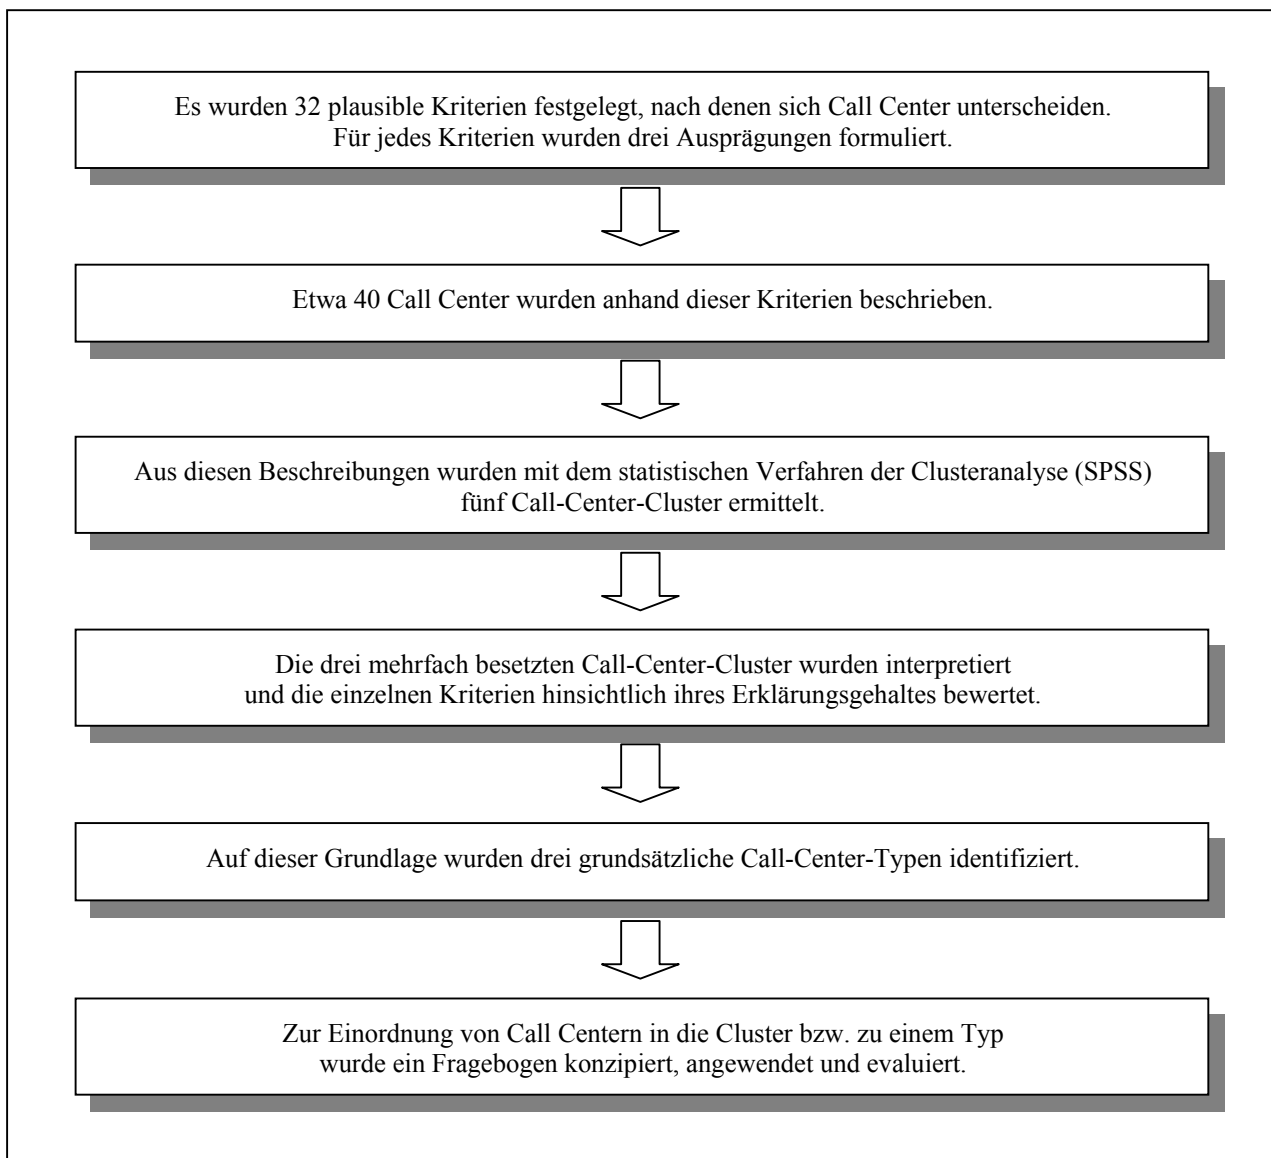 Es wurden 32 plausible Kriterien festgelegt, nach denen sich Call Center unterscheiden.
Für jedes Kriterien wurden drei Ausprägungen formuliert.
Etwa 40 Call Center wurden anhand dieser Kriterien beschrieben.
Aus diesen Beschreibungen wurden mit dem statistischen Verfahren der Clusteranalyse (SPSS)
fünf Call-Center-Cluster ermittelt.
Die drei mehrfach besetzten Call-Center-Cluster wurden interpretiert
und die einzelnen Kriterien hinsichtlich ihres Erklärungsgehaltes bewertet.
Auf dieser Grundlage wurden drei grundsätzliche Call-Center-Typen identifiziert.
Zur Einordnung von Call Centern in die Cluster bzw. zu einem Typ
wurde ein Fragebogen konzipiert, angewendet und evaluiert.